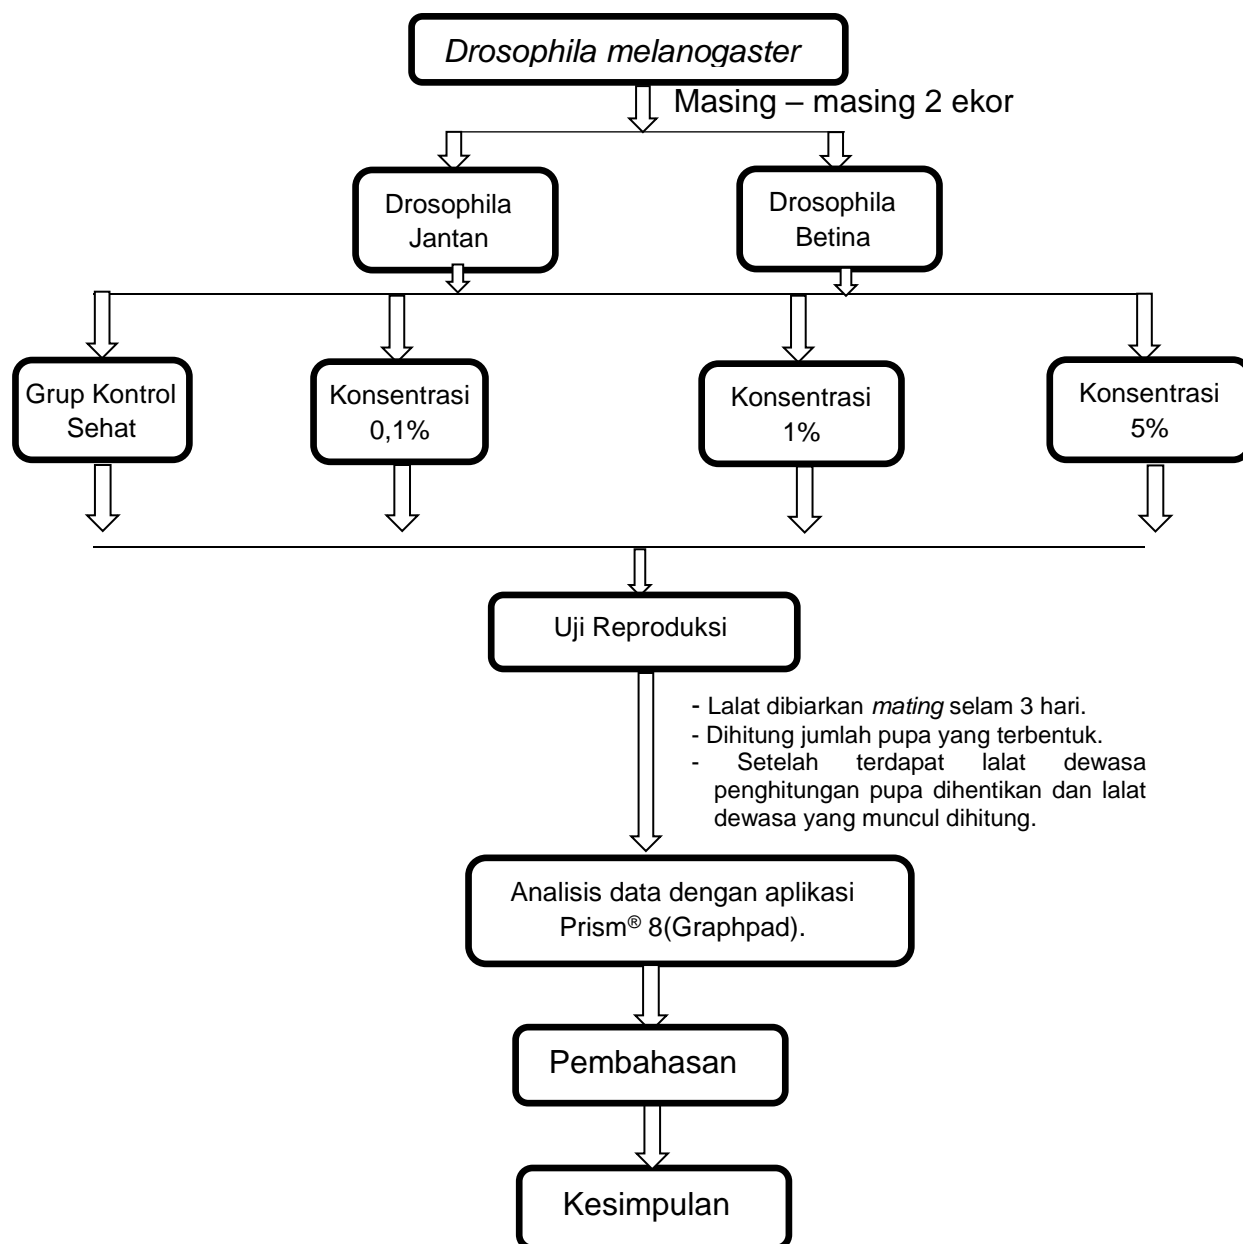 Drosophila melanogaster
Masing – masing 2 ekor
Drosophila
Jantan
Drosophila
Betina
Grup Kontrol
Sehat
Konsentrasi
0,1%
Konsentrasi
1%
Konsentrasi
5%
Uji Reproduksi
- Lalat dibiarkan mating selam 3 hari.
- Dihitung jumlah pupa yang terbentuk.
- Setelah terdapat lalat dewasa
penghitungan pupa dihentikan dan lalat
dewasa yang muncul dihitung.
Analisis data dengan aplikasi
Prism® 8(Graphpad).
Pembahasan
Kesimpulan